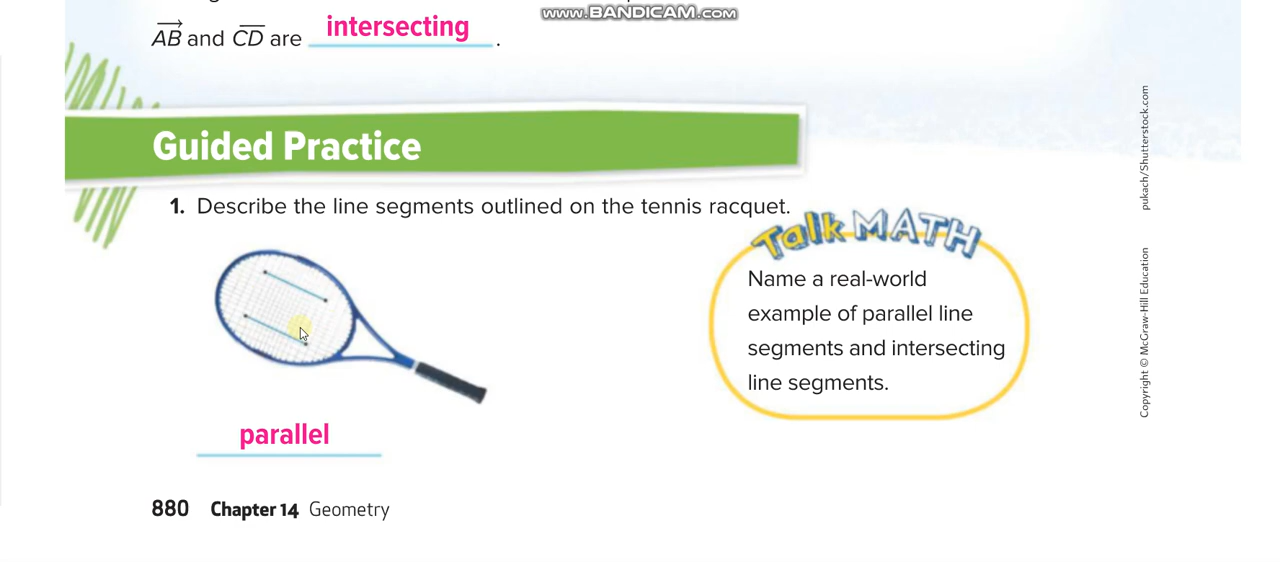 www.BANDICAM.com
AB and CD are intersecting .
Guided Practice
1. Describe the line segments outlined on the tennis racquet.
Talk MATH
Name a real-world
example of parallel line
segments and intersecting
line segments.
parallel
880 Chapter 14 Geometry
Copyright © McGraw-Hill Education pukach/Shutterstock.com